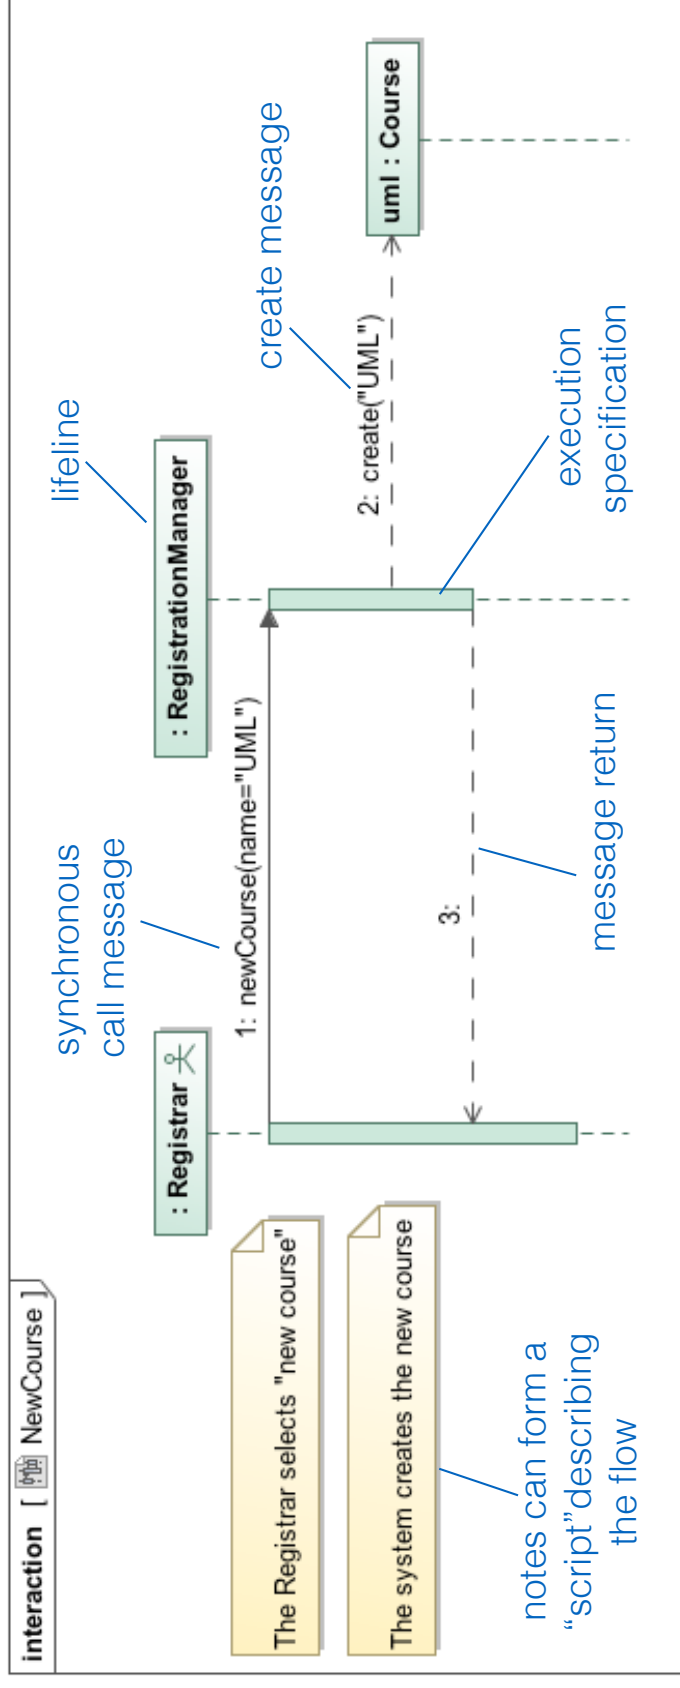 interaction [ NewCourse ]
synchronous
call message
lifeline
: Registrar
: RegistrationManager
The Registrar selects "new course"
1: newCourse(name="UML")
create message
The system creates the new course
2: create("UML")
uml : Course
3:
notes can form a
“script”describing
the flow
message return
execution
specification